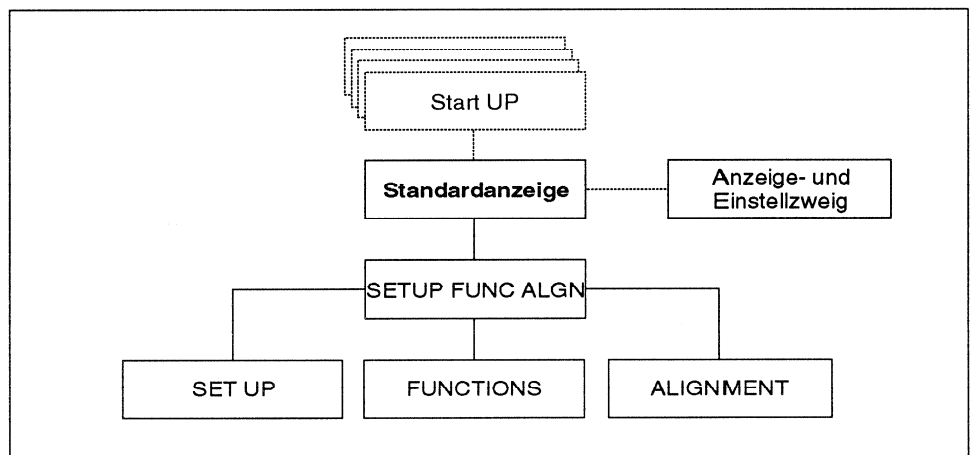 Start UP
Standardanzeige
Anzeige- und
Einstellzweig
SETUP FUNC ALGN
SET UP
FUNCTIONS
ALIGNMENT